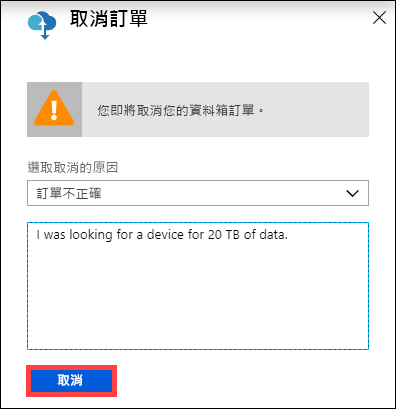 取消訂單
您即將取消您的資料箱訂單。
選取取消的原因
訂單不正確
I was looking for a device for 20 TB of data.
取消